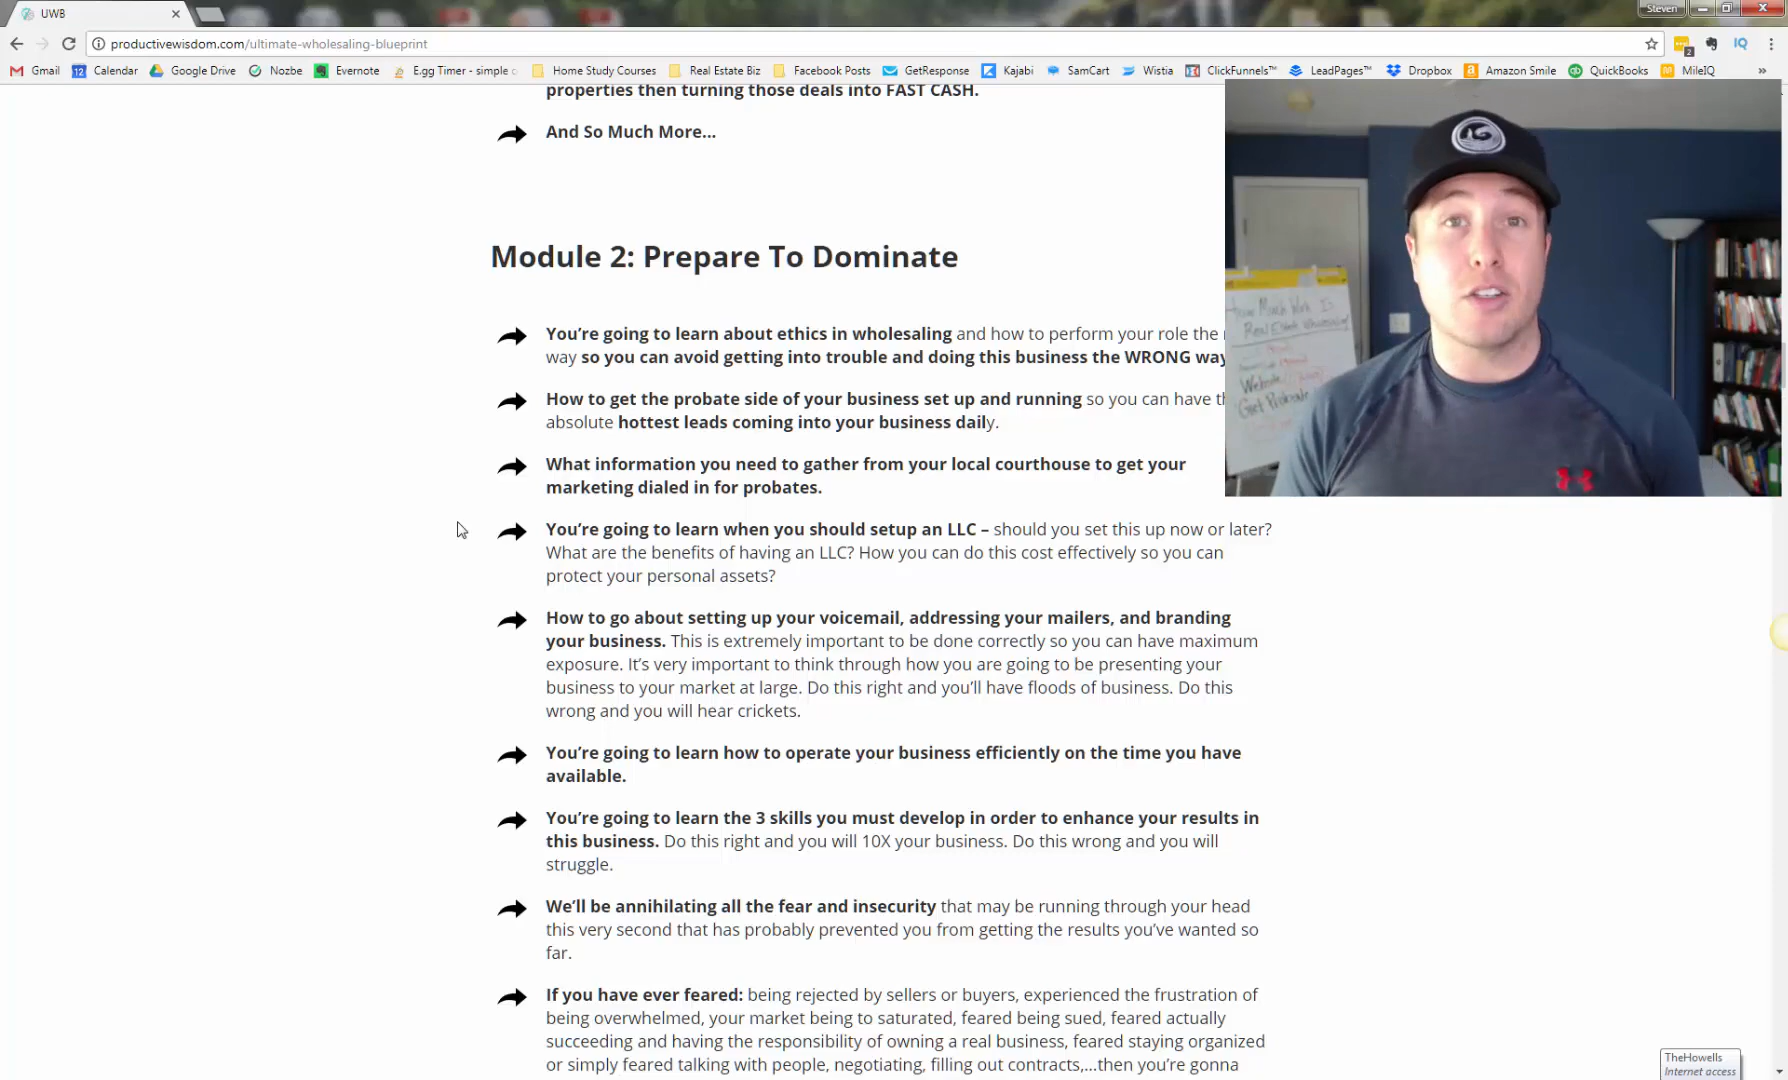 UWB
Steven
productivewisdom.com/ultimate-wholesaling-blueprint
2
IQ
Gmail
12 Calendar
Google Drive
Nozbe
Evernote
E.gg Timer - simple c
Home Study Courses
Real Estate Biz
Facebook Posts
GetResponse
Kajabi
SamCart
Wistia
ClickFunnels™
LeadPages™
Dropbox
Amazon Smile
QuickBooks
MileIQ
properties then turning those deals into FAST CASH.
And So Much More...
Module 2: Prepare To Dominate
You're going to learn about ethics in wholesaling and how to perform your role the
way so you can avoid getting into trouble and doing this business the WRONG way
How to get the probate side of your business set up and running so you can have th
absolute hottest leads coming into your business daily.
What information you need to gather from your local courthouse to get your
marketing dialed in for probates.
You're going to learn when you should setup an LLC – should you set this up now or later?
What are the benefits of having an LLC? How you can do this cost effectively so you can
protect your personal assets?
How to go about setting up your voicemail, addressing your mailers, and branding
your business. This is extremely important to be done correctly so you can have maximum
exposure. It's very important to think through how you are going to be presenting your
business to your market at large. Do this right and you'll have floods of business. Do this
wrong and you will hear crickets.
You're going to learn how to operate your business efficiently on the time you have
available.
You're going to learn the 3 skills you must develop in order to enhance your results in
this business. Do this right and you will 10X your business. Do this wrong and you will
struggle.
We'll be annihilating all the fear and insecurity that may be running through your head
this very second that has probably prevented you from getting the results you've wanted so
far.
If you have ever feared: being rejected by sellers or buyers, experienced the frustration of
being overwhelmed, your market being to saturated, feared being sued, feared actually
succeeding and having the responsibility of owning a real business, feared staying organized
or simply feared talking with people, negotiating, filling out contracts,...then you're gonna
Much Work Is
Real Estate Wholesaling
Website
Get Probate
TheHowells
Internet access